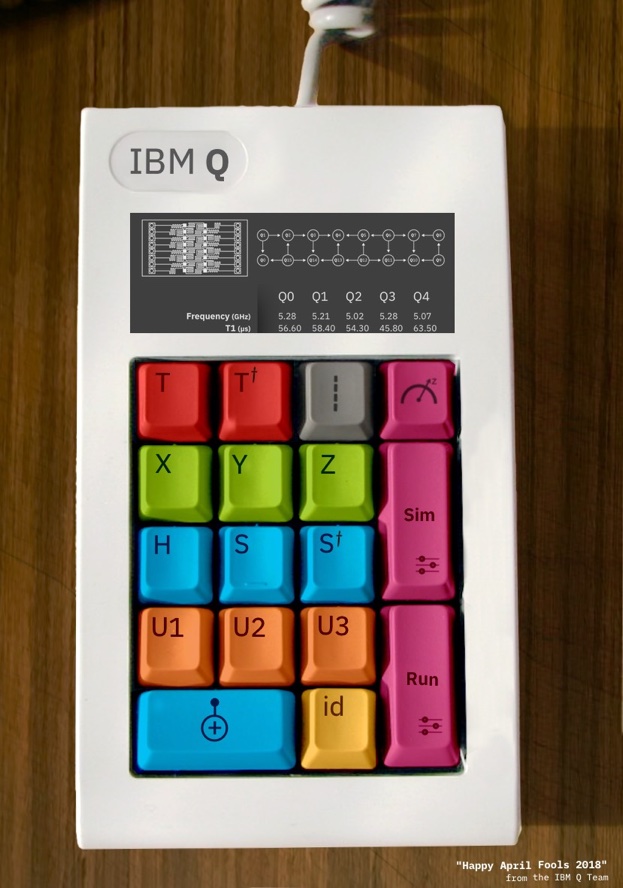 IBM Q
Q0 Q1 Q2 Q3 Q4
Frequency (GHz) 5.28 5.21 5.02 5.28 5.07
T1 (µs) 56.60 58.40 54.30 45.80 63.50
T T†
Z
X Y Z
Sim
H S S†
U1 U2 U3
Run
id
"Happy April Fools 2018"
from the IBM Q Team